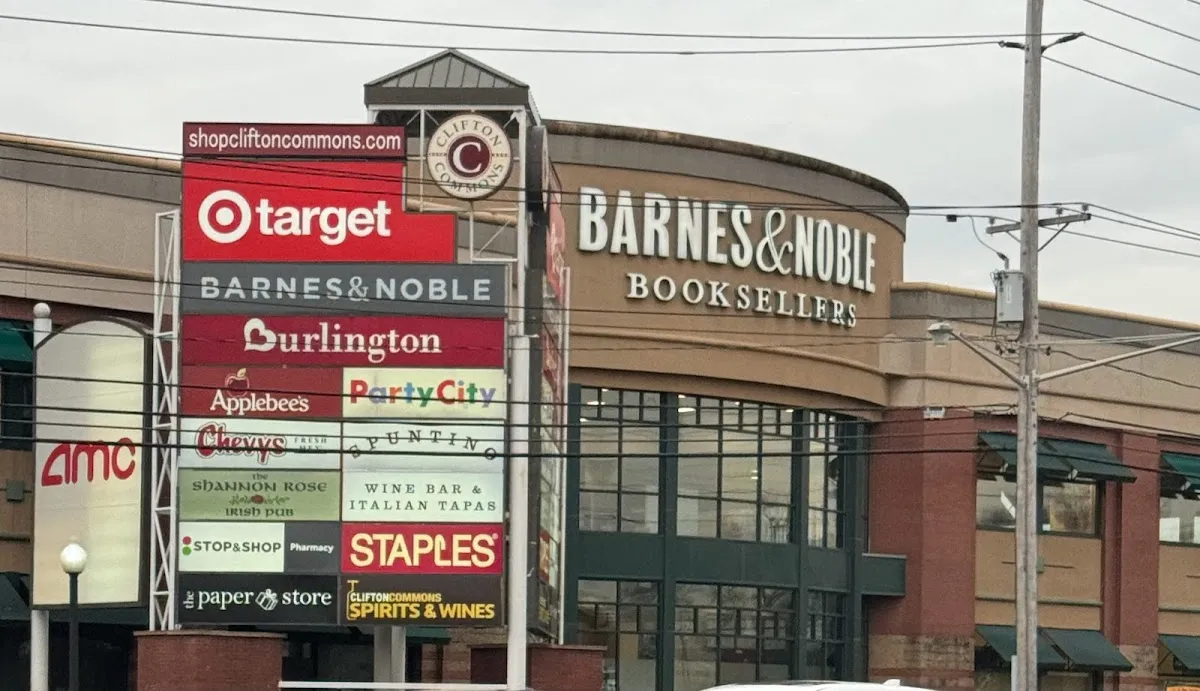 shopcliftoncommons.com
CLIFTON
C
COMMONS
target
BARNES&NOBLE
Burlington
Applebee's
PartyCity
Chevys FRESH MEX
SPUNTINO
WINE BAR &
ITALIAN TAPAS
the
SHANNON ROSE
IRISH PUB
STOP&SHOP Pharmacy
STAPLES
the paper store
CLIFTONCOMMONS
SPIRITS & WINES
amc
BARNES&NOBLE
BOOKSELLERS